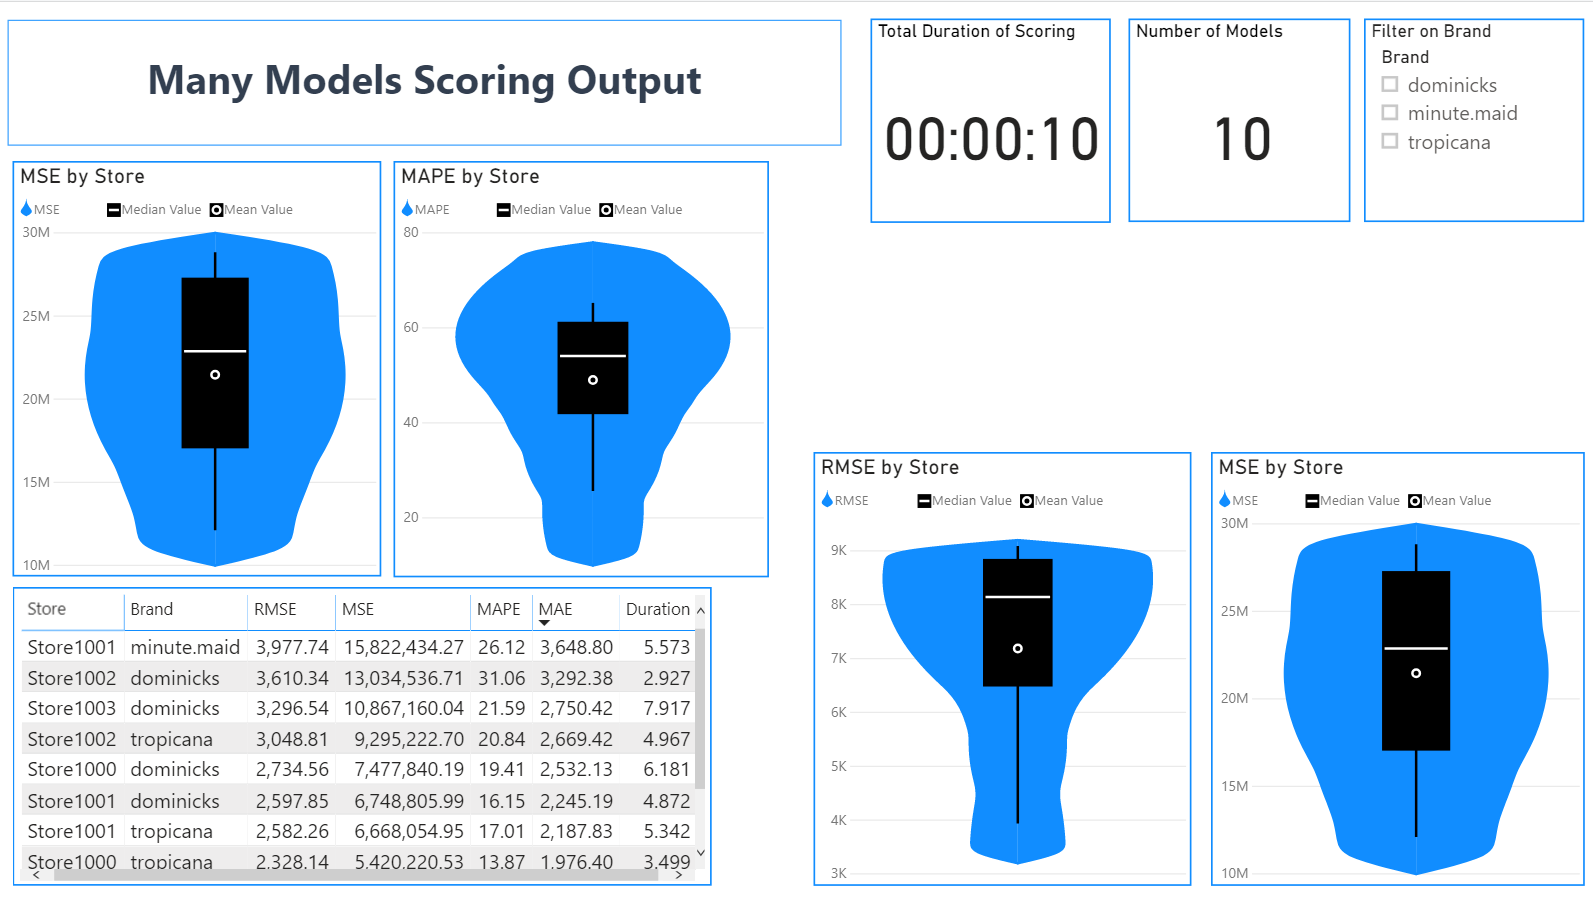 Many Models Scoring Output
Total Duration of Scoring
00:00:10
Number of Models
10
Filter on Brand
Brand
dominicks
minute.maid
tropicana
MSE by Store
MSE Median Value Mean Value
30M
25M
20M
15M
10M
MAPE by Store
MAPE Median Value Mean Value
80
60
40
20
Store Brand RMSE MSE MAPE MAE Duration
Store1001 minute.maid 3,977.74 15,822,434.27 26.12 3,648.80 5.573
Store1002 dominicks 3,610.34 13,034,536.71 31.06 3,292.38 2.927
Store1003 dominicks 3,296.54 10,867,160.04 21.59 2,750.42 7.917
Store1002 tropicana 3,048.81 9,295,222.70 20.84 2,669.42 4.967
Store1000 dominicks 2,734.56 7,477,840.19 19.41 2,532.13 6.181
Store1001 dominicks 2,597.85 6,748,805.99 16.15 2,245.19 4.872
Store1001 tropicana 2,582.26 6,668,054.95 17.01 2,187.83 5.342
Store1000 tropicana 2,328.14 5,420,220.53 13.87 1,976.40 3.499
RMSE by Store
RMSE Median Value Mean Value
9K
8K
7K
6K
5K
4K
3K
MSE by Store
MSE Median Value Mean Value
30M
25M
20M
15M
10M